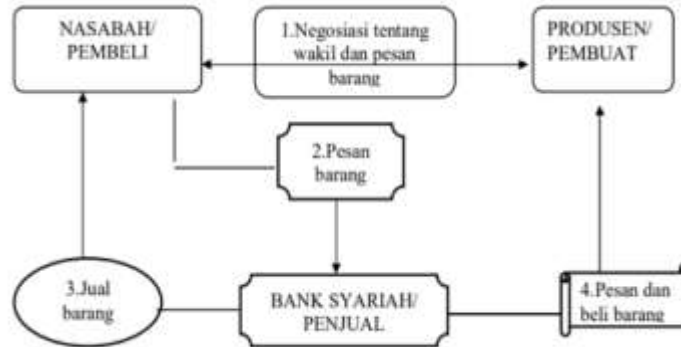 NASABAH/
PEMBELI
1.Negosiasi tentang
wakil dan pesan
barang
PRODUSEN/
PEMBUAT
2.Pesan
barang
3.Jual
barang
BANK SYARIAH/
PENJUAL
4.Pesan dan
beli barang